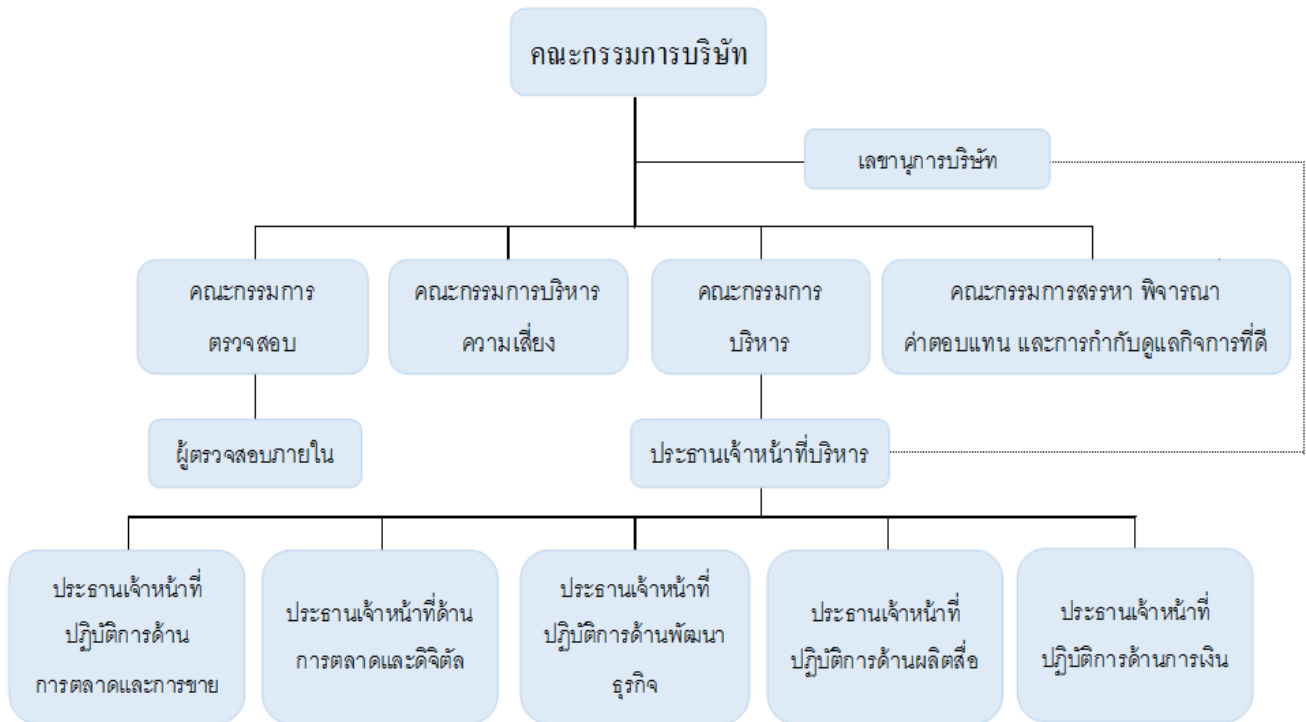 คณะกรรมการบริษัท
เลขานุการบริษัท
คณะกรรมการ
ตรวจสอบ
คณะกรรมการบริหาร
ความเสี่ยง
คณะกรรมการ
บริหาร
คณะกรรมการสรรหา พิจารณา
ค่าตอบแทน และการกำกับดูแลกิจการที่ดี
ผู้ตรวจสอบภายใน
ประธานเจ้าหน้าที่บริหาร
ประธานเจ้าหน้าที่
ปฏิบัติการด้าน
การตลาดและการขาย
ประธานเจ้าหน้าที่ด้าน
การตลาดและดิจิตัล
ประธานเจ้าหน้าที่
ปฏิบัติการด้านพัฒนา
ธุรกิจ
ประธานเจ้าหน้าที่
ปฏิบัติการด้านผลิตสื่อ
ประธานเจ้าหน้าที่
ปฏิบัติการด้านการเงิน